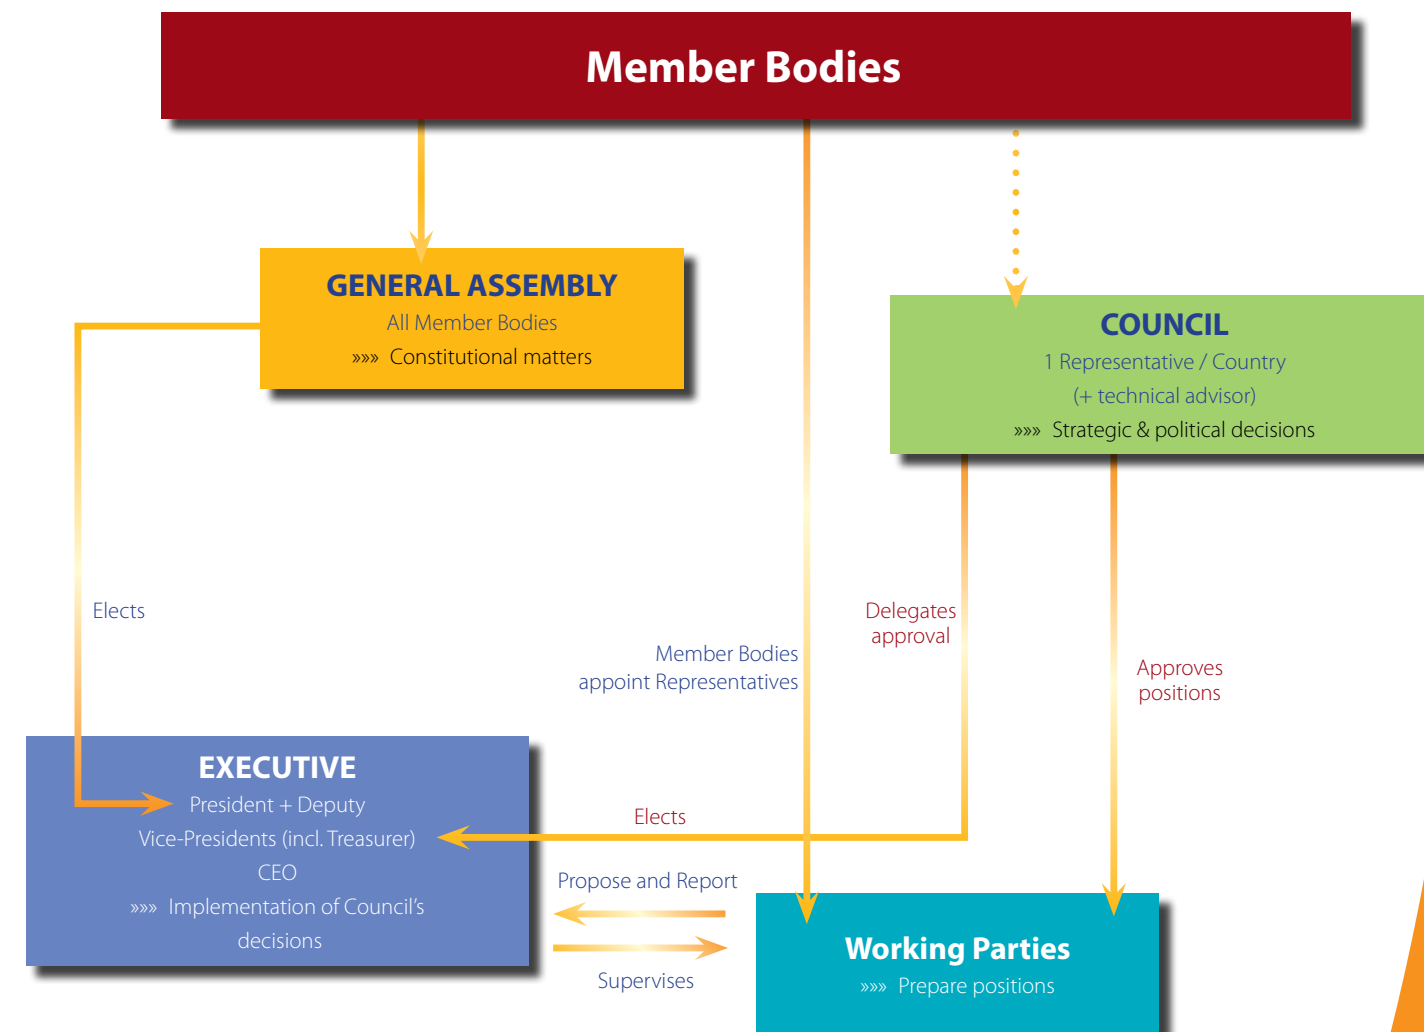 Member Bodies
GENERAL ASSEMBLY
All Member Bodies
»»» Constitutional matters
COUNCIL
1 Representative / Country
(+ technical advisor)
»»» Strategic & political decisions
Elects
Member Bodies
appoint Representatives
Delegates
approval
Approves
positions
EXECUTIVE
President + Deputy
Vice-Presidents (incl. Treasurer)
CEO
»»» Implementation of Council’s
decisions
Elects
Propose and Report
Supervises
Working Parties
»»» Prepare positions